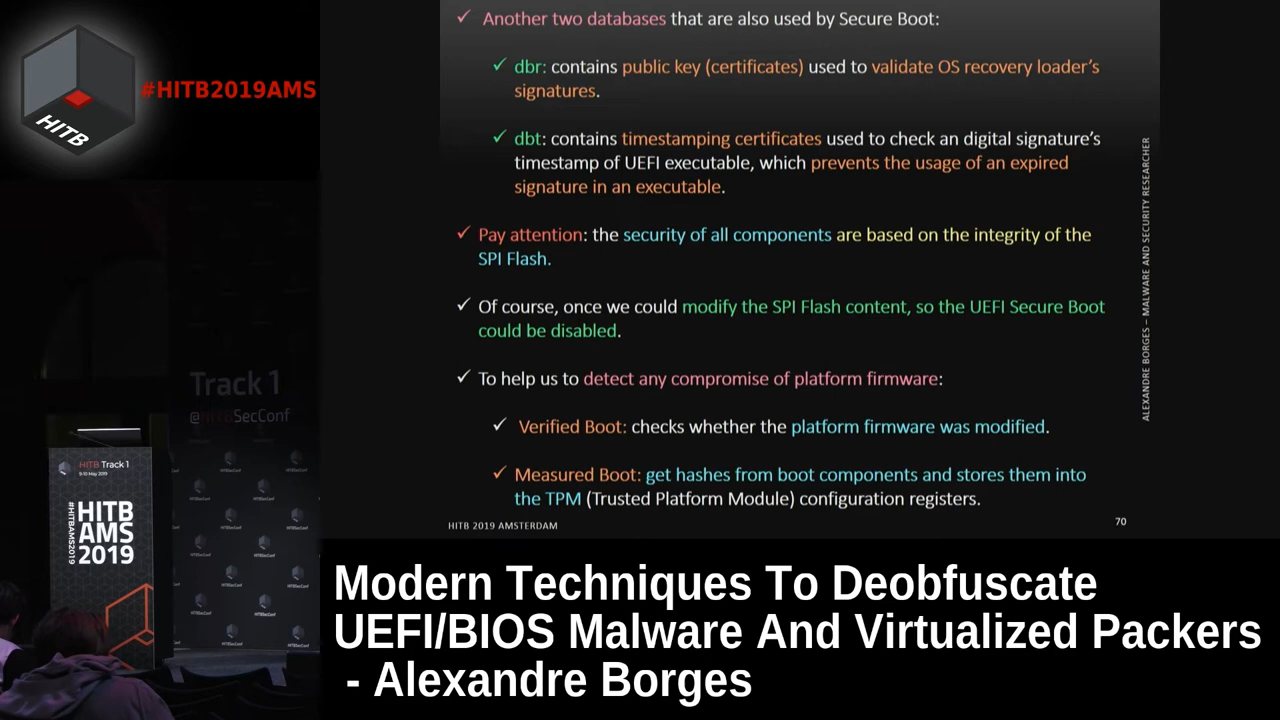 #HITB2019AMS
HITB
✓ Another two databases that are also used by Secure Boot:
✓ dbr: contains public key (certificates) used to validate OS recovery loader's
signatures.
✓ dbt: contains timestamping certificates used to check an digital signature's
timestamp of UEFI executable, which prevents the usage of an expired
signature in an executable.
✓ Pay attention: the security of all components are based on the integrity of the
SPI Flash.
✓ Of course, once we could modify the SPI Flash content, so the UEFI Secure Boot
could be disabled.
✓ To help us to detect any compromise of platform firmware:
✓ Verified Boot: checks whether the platform firmware was modified.
✓ Measured Boot: get hashes from boot components and stores them into
the TPM (Trusted Platform Module) configuration registers.
HITB 2019 AMSTERDAM
70
ALEXANDRE BORGES – MALWARE AND SECURITY RESEARCHER
Track 1
@HITBSecConf
HITB Track 1
9-10 May 2019
#HITBAMS2019
HITB
AMS
2019
Modern Techniques To Deobfuscate
UEFI/BIOS Malware And Virtualized Packers
- Alexandre Borges